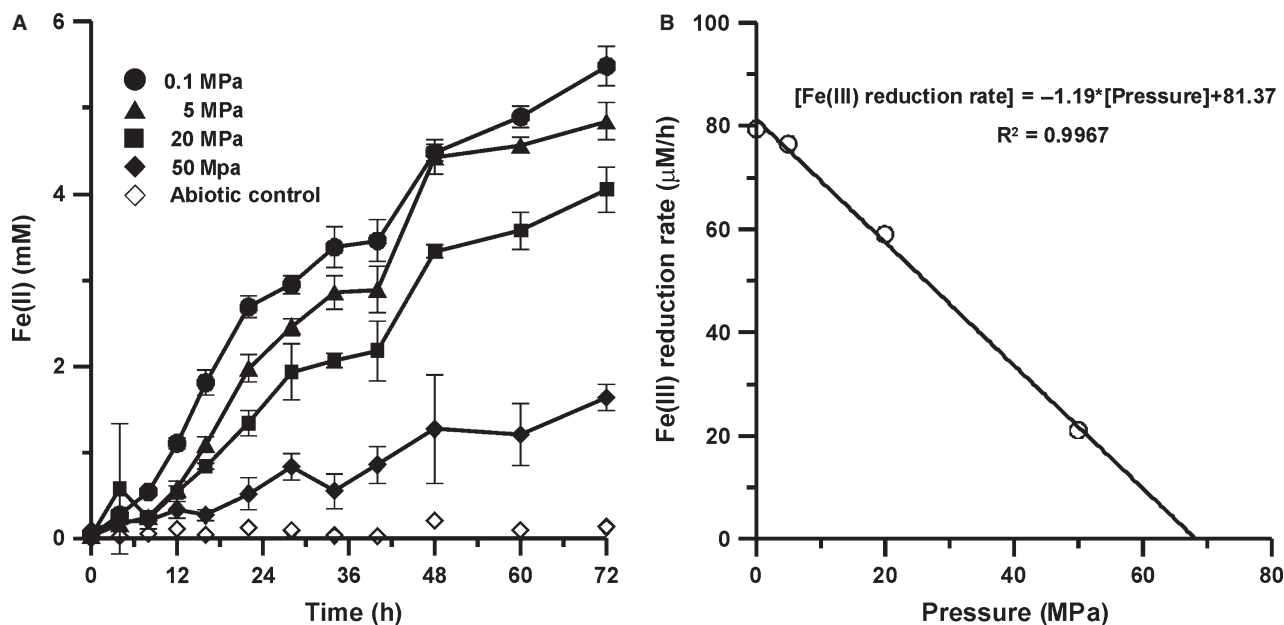 A
6
4
2
0
Fe(II) (mM)
0.1 MPa
5 MPa
20 MPa
50 Mpa
Abiotic control
0 12 24 36 48 60 72
Time (h)
B
100
80
60
40
20
0
Fe(III) reduction rate (μM/h)
[Fe(III) reduction rate] = –1.19*[Pressure]+81.37
R² = 0.9967
0 20 40 60 80
Pressure (MPa)